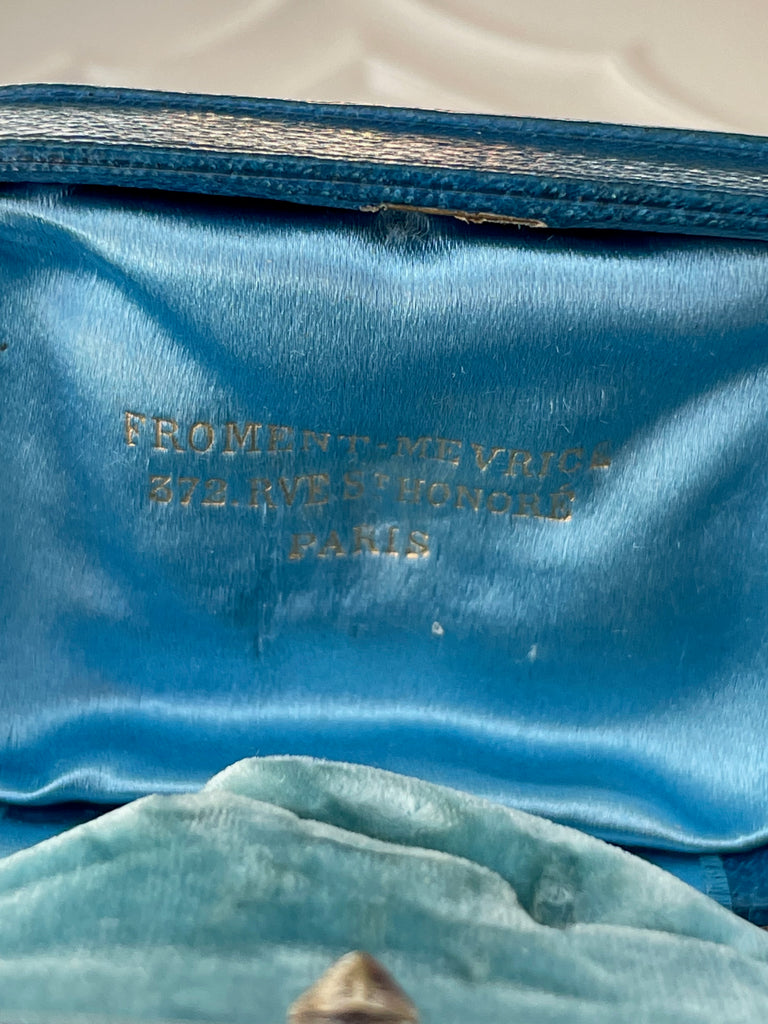 FROMENT-MEVRICE
372.RVE ST HONORÉ
PARIS